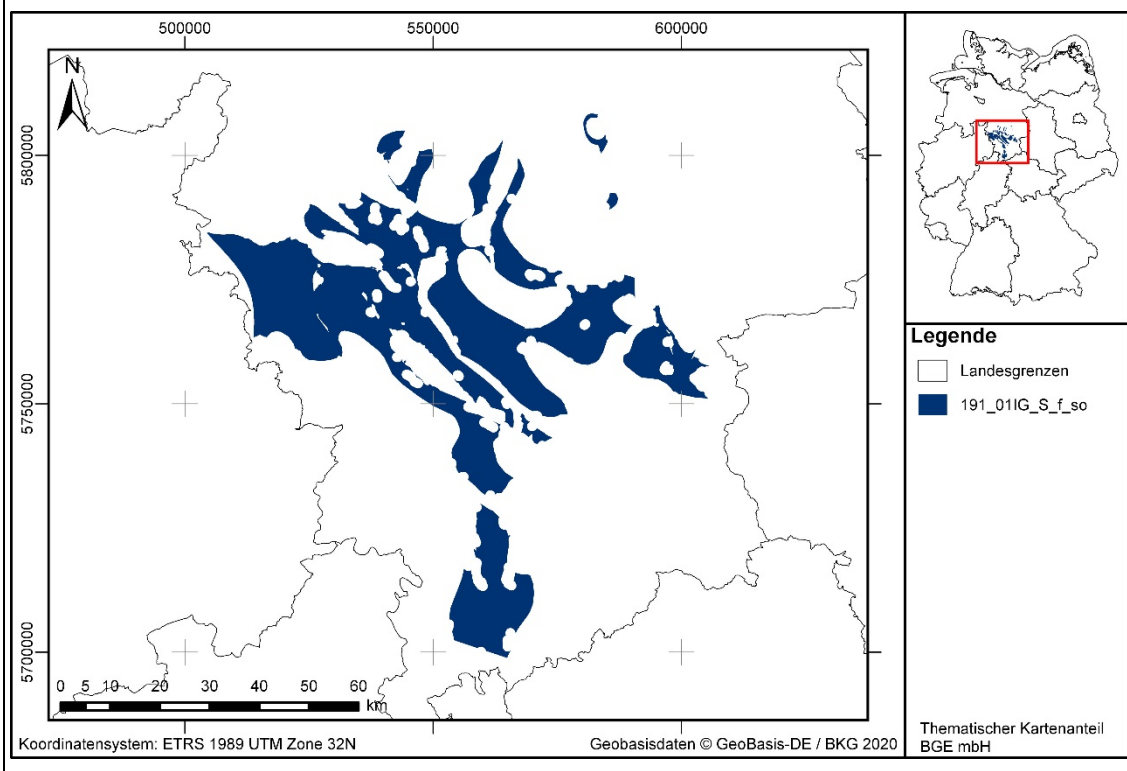 500000 550000 600000
N
5800000
5750000
5700000
0 5 10 20 30 40 50 60
km
Koordinatensystem: ETRS 1989 UTM Zone 32N
Geobasisdaten © GeoBasis-DE / BKG 2020
Legende
Landesgrenzen
191_01IG_S_f_so
Thematischer Kartenanteil
BGE mbH